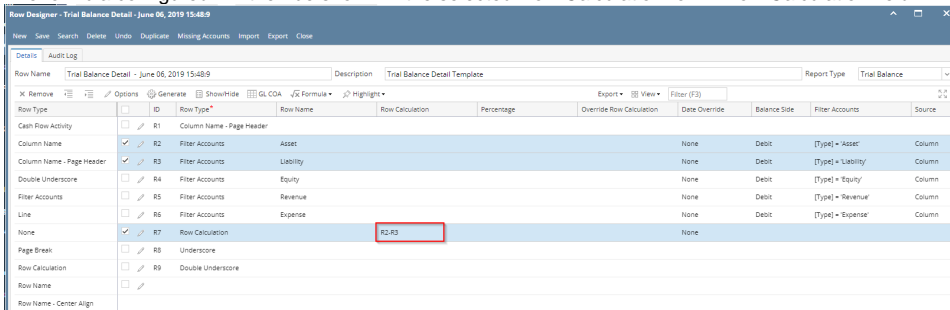 Row Designer - Trial Balance Detail - June 06, 2019 15:48:9
New Save Search Delete Undo Duplicate Missing Accounts Import Export Close
Details Audit Log
Row Name Trial Balance Detail - June 06, 2019 15:48:9 Description Trial Balance Detail Template Report Type Trial Balance
Remove Options Generate Show/Hide GL COA Formula Highlight Export View Filter (F3)
Row Type ID Row Type* Row Name Row Calculation Percentage Override Row Calculation Date Override Balance Side Filter Accounts Source
Cash Flow Activity R1 Column Name - Page Header
Column Name R2 Filter Accounts Asset None Debit [Type] = 'Asset' Column
Column Name - Page Header R3 Filter Accounts Liability None Debit [Type] = 'Liability' Column
Double Underscore R4 Filter Accounts Equity None Debit [Type] = 'Equity' Column
Filter Accounts R5 Filter Accounts Revenue None Debit [Type] = 'Revenue' Column
Line R6 Filter Accounts Expense None Debit [Type] = 'Expense' Column
None R7 Row Calculation R2-R3 None
Page Break R8 Underscore
Row Calculation R9 Double Underscore
Row Name
Row Name - Center Align